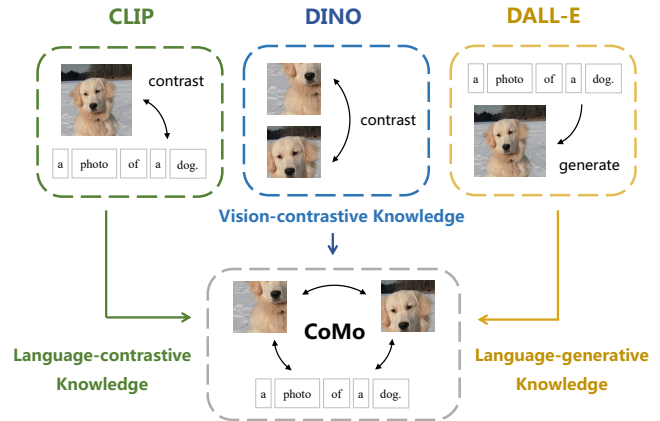 CLIP
DINO
DALL-E
contrast
a photo of a dog.
contrast
a photo of a dog.
generate
Vision-contrastive Knowledge
CoMo
Language-contrastive
Knowledge
Language-generative
Knowledge
a photo of a dog.